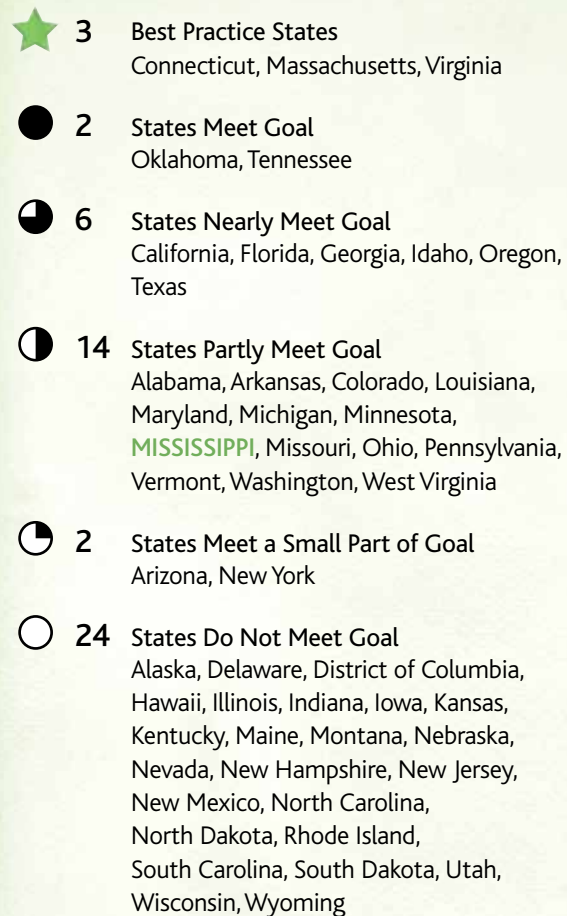 3 Best Practice States
Connecticut, Massachusetts, Virginia
2 States Meet Goal
Oklahoma, Tennessee
6 States Nearly Meet Goal
California, Florida, Georgia, Idaho, Oregon,
Texas
14 States Partly Meet Goal
Alabama, Arkansas, Colorado, Louisiana,
Maryland, Michigan, Minnesota,
MISSISSIPPI, Missouri, Ohio, Pennsylvania,
Vermont, Washington, West Virginia
2 States Meet a Small Part of Goal
Arizona, New York
24 States Do Not Meet Goal
Alaska, Delaware, District of Columbia,
Hawaii, Illinois, Indiana, Iowa, Kansas,
Kentucky, Maine, Montana, Nebraska,
Nevada, New Hampshire, New Jersey,
New Mexico, North Carolina,
North Dakota, Rhode Island,
South Carolina, South Dakota, Utah,
Wisconsin, Wyoming